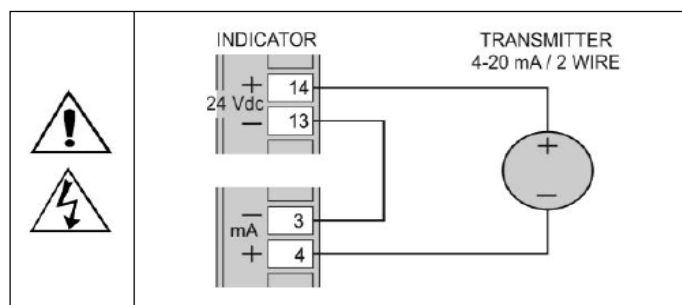 INDICATOR
TRANSMITTER
4-20 mA / 2 WIRE
+ 14
24 Vdc
− 13
+
−
− 3
mA
+ 4
!